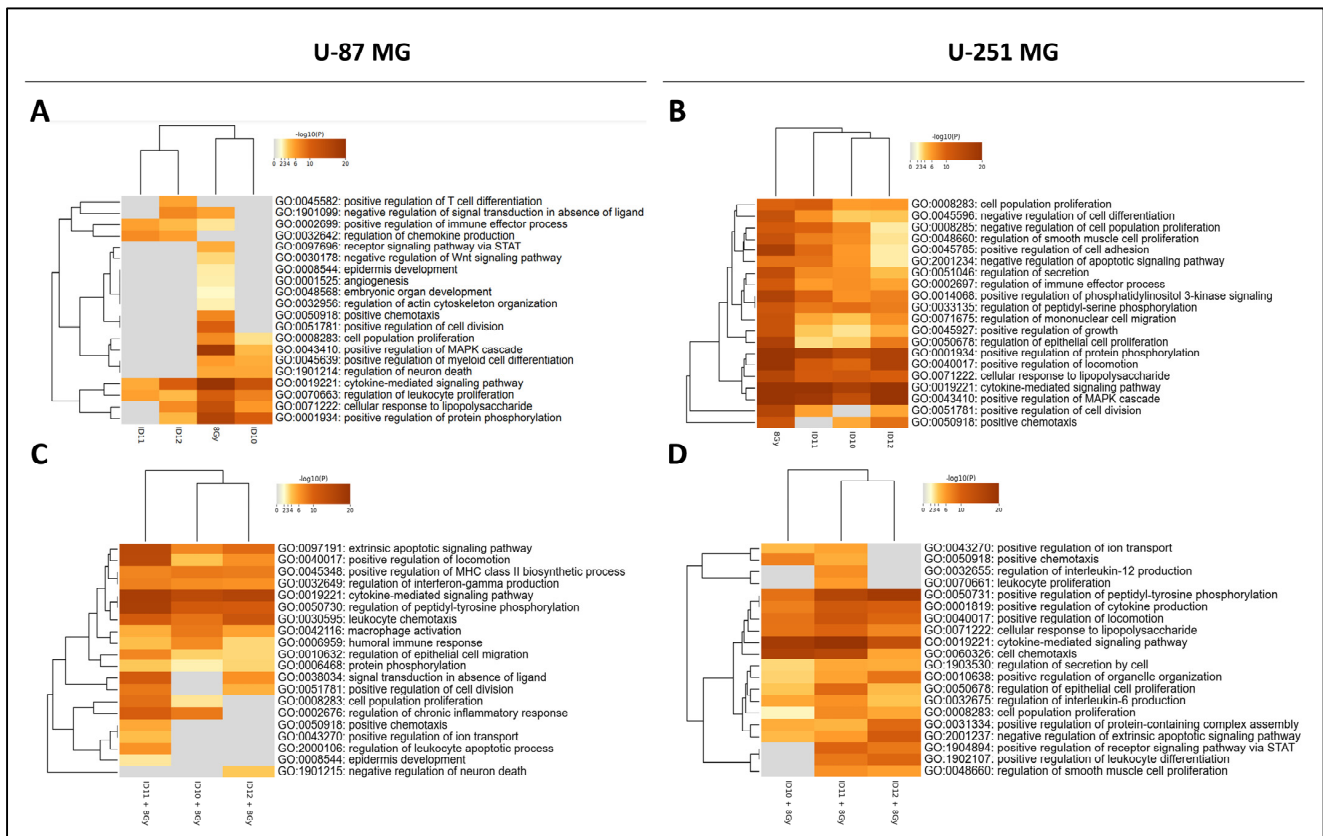 U-87 MG
U-251 MG
A
-log10(P)
0 2 3 4 6 10 20
GO:0045582: positive regulation of T cell differentiation
GO:1901099: negative regulation of signal transduction in absence of ligand
GO:0002699: positive regulation of immune effector process
GO:0032642: regulation of chemokine production
GO:0097696: receptor signaling pathway via STAT
GO:0030178: negative regulation of Wnt signaling pathway
GO:0008544: epidermis development
GO:0001525: angiogenesis
GO:0048568: embryonic organ development
GO:0032956: regulation of actin cytoskeleton organization
GO:0050918: positive chemotaxis
GO:0051781: positive regulation of cell division
GO:0008283: cell population proliferation
GO:0043410: positive regulation of MAPK cascade
GO:0045639: positive regulation of myeloid cell differentiation
GO:1901214: regulation of neuron death
GO:0019221: cytokine-mediated signaling pathway
GO:0070663: regulation of leukocyte proliferation
GO:0071222: cellular response to lipopolysaccharide
GO:0001934: positive regulation of protein phosphorylation
ID11
ID12
8Gy
ID10
B
-log10(P)
0 2 3 4 6 10 20
GO:0008283: cell population proliferation
GO:0045596: negative regulation of cell differentiation
GO:0008285: negative regulation of cell population proliferation
GO:0048660: regulation of smooth muscle cell proliferation
GO:0045785: positive regulation of cell adhesion
GO:2001234: negative regulation of apoptotic signaling pathway
GO:0051046: regulation of secretion
GO:0002697: regulation of immune effector process
GO:0014068: positive regulation of phosphatidylinositol 3-kinase signaling
GO:0033135: regulation of peptidyl-serine phosphorylation
GO:0071675: regulation of mononuclear cell migration
GO:0045927: positive regulation of growth
GO:0050678: regulation of epithelial cell proliferation
GO:0001934: positive regulation of protein phosphorylation
GO:0040017: positive regulation of locomotion
GO:0071222: cellular response to lipopolysaccharide
GO:0019221: cytokine-mediated signaling pathway
GO:0043410: positive regulation of MAPK cascade
GO:0051781: positive regulation of cell division
GO:0050918: positive chemotaxis
8Gy
ID11
ID10
ID12
C
-log10(P)
0 2 3 4 6 10 20
GO:0097191: extrinsic apoptotic signaling pathway
GO:0040017: positive regulation of locomotion
GO:0045348: positive regulation of MHC class II biosynthetic process
GO:0032649: regulation of interferon-gamma production
GO:0019221: cytokine-mediated signaling pathway
GO:0050730: regulation of peptidyl-tyrosine phosphorylation
GO:0030595: leukocyte chemotaxis
GO:0042116: macrophage activation
GO:0006959: humoral immune response
GO:0010632: regulation of epithelial cell migration
GO:0006468: protein phosphorylation
GO:0038034: signal transduction in absence of ligand
GO:0051781: positive regulation of cell division
GO:0008283: cell population proliferation
GO:0002676: regulation of chronic inflammatory response
GO:0050918: positive chemotaxis
GO:0043270: positive regulation of ion transport
GO:2000106: regulation of leukocyte apoptotic process
GO:0008544: epidermis development
GO:1901215: negative regulation of neuron death
ID11 + 8Gy
ID10 + 8Gy
ID12 + 8Gy
D
-log10(P)
0 2 3 4 6 10 20
GO:0043270: positive regulation of ion transport
GO:0050918: positive chemotaxis
GO:0032655: regulation of interleukin-12 production
GO:0070661: leukocyte proliferation
GO:0050731: positive regulation of peptidyl-tyrosine phosphorylation
GO:0001819: positive regulation of cytokine production
GO:0040017: positive regulation of locomotion
GO:0071222: cellular response to lipopolysaccharide
GO:0019221: cytokine-mediated signaling pathway
GO:0060326: cell chemotaxis
GO:1903530: regulation of secretion by cell
GO:0010638: positive regulation of organelle organization
GO:0050678: regulation of epithelial cell proliferation
GO:0032675: regulation of interleukin-6 production
GO:0008283: cell population proliferation
GO:0031334: positive regulation of protein-containing complex assembly
GO:2001237: negative regulation of extrinsic apoptotic signaling pathway
GO:1904894: positive regulation of receptor signaling pathway via STAT
GO:1902107: positive regulation of leukocyte differentiation
GO:0048660: regulation of smooth muscle cell proliferation
ID10 + 8Gy
ID11 + 8Gy
ID12 + 8Gy